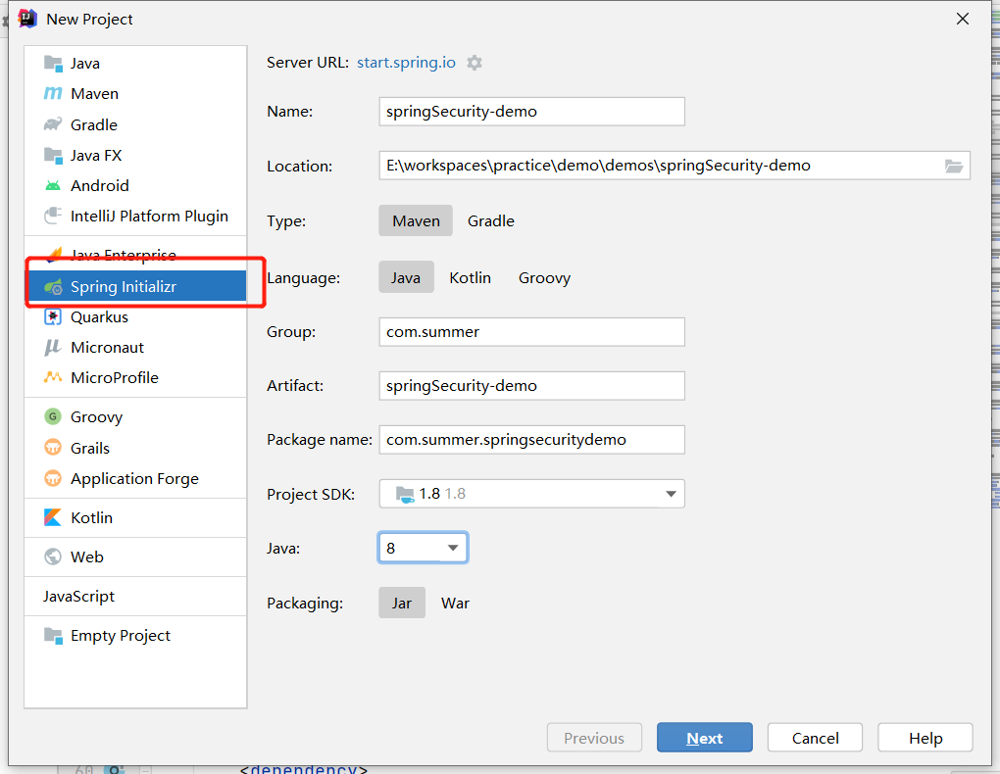 New Project
Java
Maven
Gradle
Java FX
Android
IntelliJ Platform Plugin
Java Enterprise
Spring Initializr
Quarkus
Micronaut
MicroProfile
Groovy
Grails
Application Forge
Kotlin
Web
JavaScript
Empty Project
Server URL: start.spring.io
Name: springSecurity-demo
Location: E:\workspaces\practice\demo\demos\springSecurity-demo
Type: Maven Gradle
Language: Java Kotlin Groovy
Group: com.summer
Artifact: springSecurity-demo
Package name: com.summer.springsecuritydemo
Project SDK: 1.8 1.8
Java: 8
Packaging: Jar War
Previous Next Cancel Help
60 <dependency>